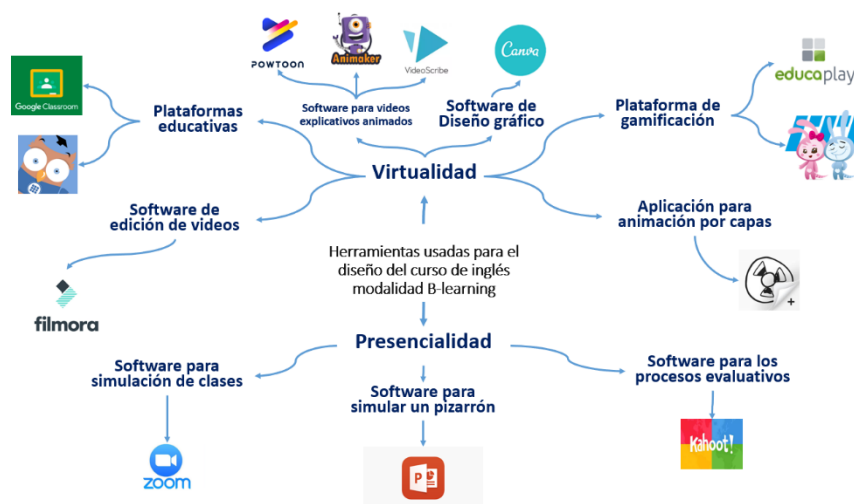 POWTOON
Animaker
VideoScribe
Canva
educaplay
Google Classroom
Plataformas
educativas
Software para videos
explicativos animados
Software de
Diseño gráfico
Plataforma de
gamificación
Virtualidad
Software de
edición de videos
Aplicación para
animación por capas
Herramientas usadas para el
diseño del curso de inglés
modalidad B-learning
filmora
Presencialidad
Software para
simulación de clases
Software para
simular un pizarrón
Software para los
procesos evaluativos
Kahoot!
zoom
P